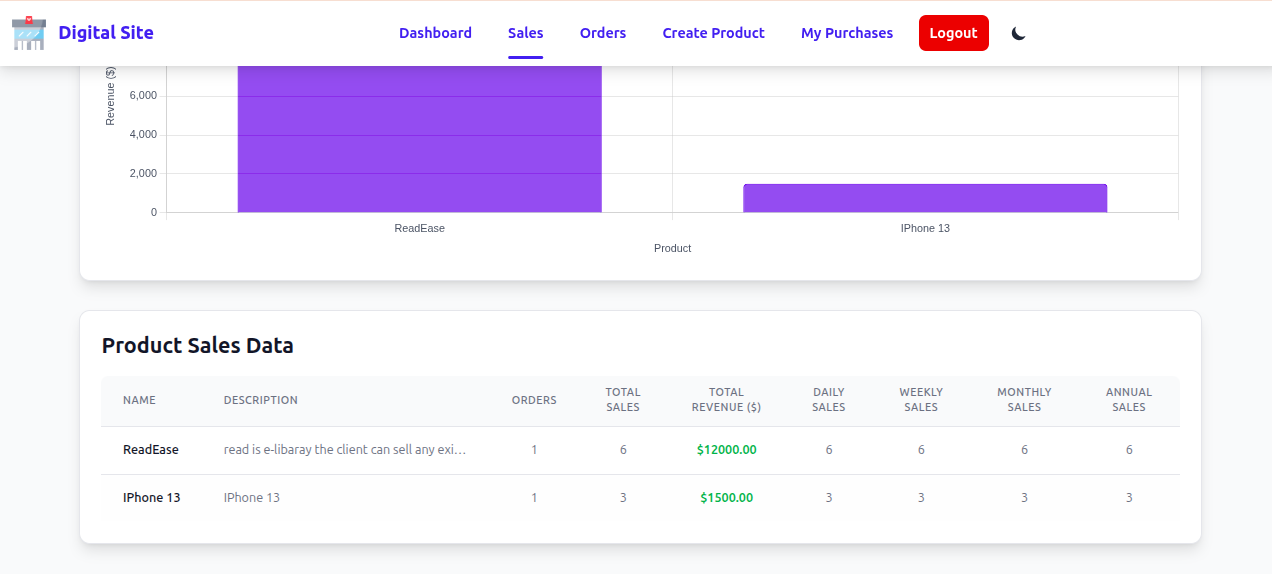 Digital Site
Dashboard
Sales
Orders
Create Product
My Purchases
Logout
Revenue ($)
6,000
4,000
2,000
0
ReadEase
IPhone 13
Product
Product Sales Data
NAME DESCRIPTION ORDERS TOTAL SALES TOTAL REVENUE ($) DAILY SALES WEEKLY SALES MONTHLY SALES ANNUAL SALES
ReadEase read is e-libaray the client can sell any exi... 1 6 $12000.00 6 6 6 6
IPhone 13 IPhone 13 1 3 $1500.00 3 3 3 3